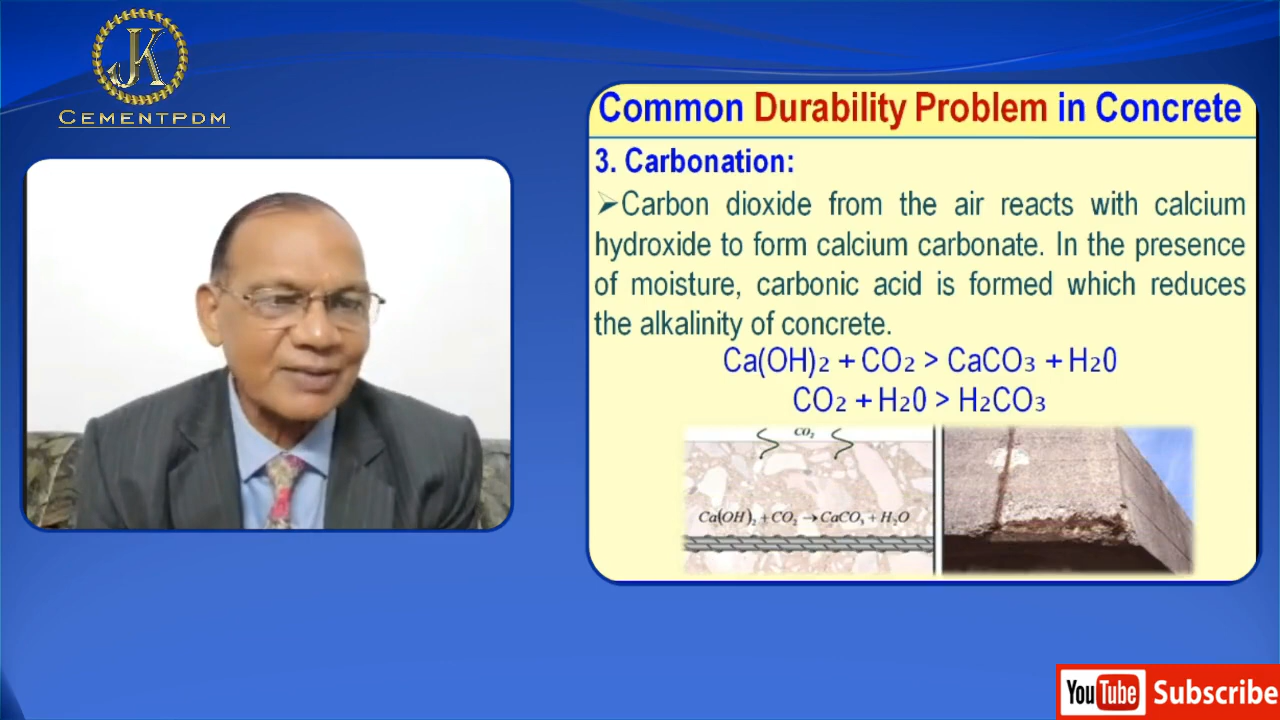 JK
CEMENTPDM
Common Durability Problem in Concrete
3. Carbonation:
➢Carbon dioxide from the air reacts with calcium
hydroxide to form calcium carbonate. In the presence
of moisture, carbonic acid is formed which reduces
the alkalinity of concrete.
Ca(OH)₂ + CO₂ > CaCO₃ + H₂0
CO₂ + H₂0 > H₂CO₃
CO₂
Ca(OH)₂ + CO₂ → CaCO₃ + H₂O
YouTube Subscribe